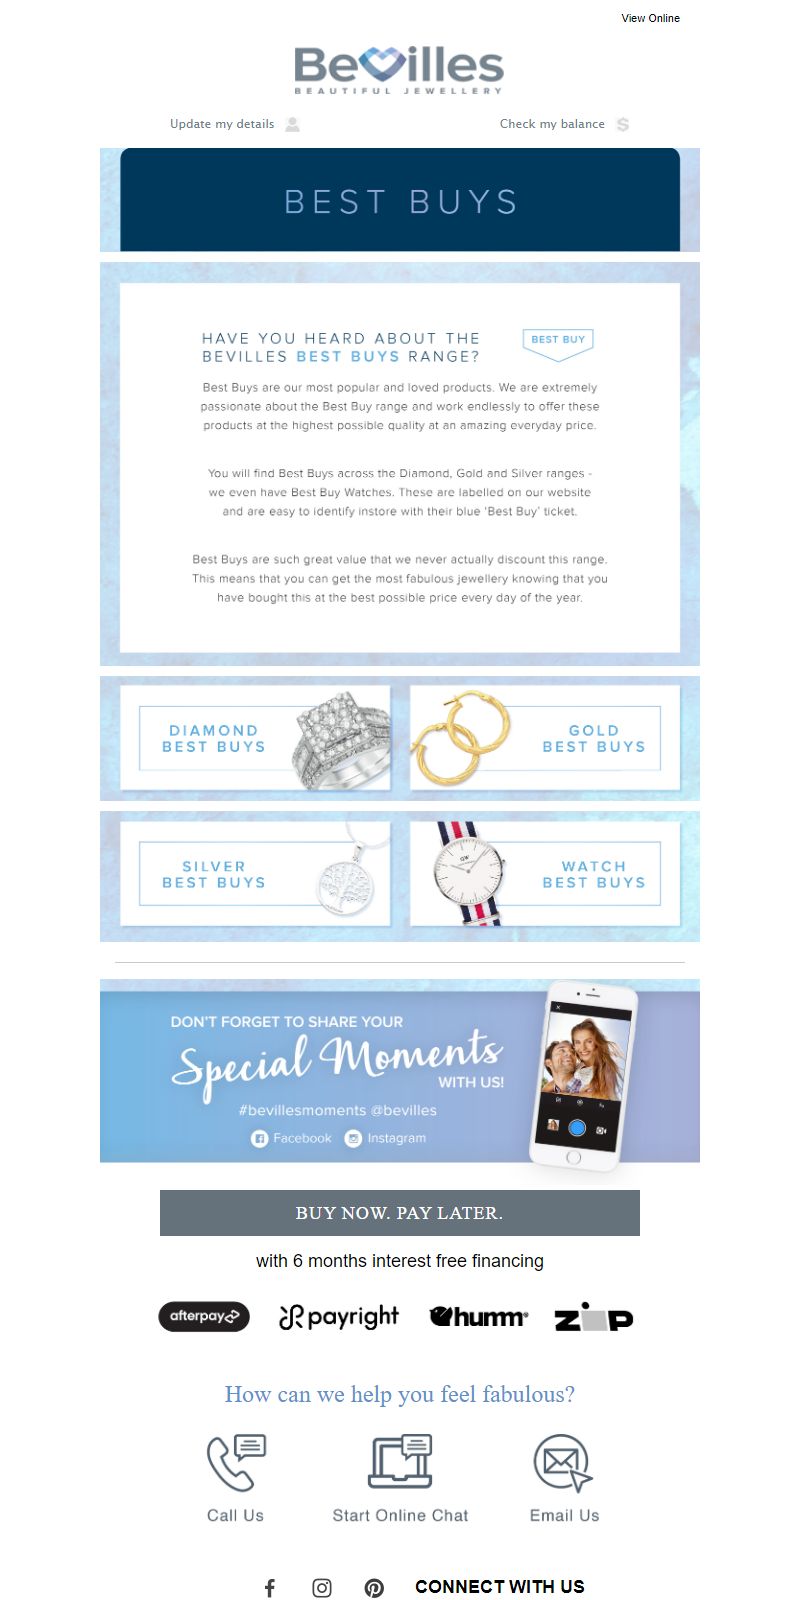 View Online
Bevilles
BEAUTIFUL JEWELLERY
Update my details
Check my balance
BEST BUYS
HAVE YOU HEARD ABOUT THE
BEVILLES BEST BUYS RANGE?
BEST BUY
Best Buys are our most popular and loved products. We are extremely
passionate about the Best Buy range and work endlessly to offer these
products at the highest possible quality at an amazing everyday price.
You will find Best Buys across the Diamond, Gold and Silver ranges -
we even have Best Buy Watches. These are labelled on our website
and are easy to identify instore with their blue 'Best Buy' ticket.
Best Buys are such great value that we never actually discount this range.
This means that you can get the most fabulous jewellery knowing that you
have bought this at the best possible price every day of the year.
DIAMOND
BEST BUYS
GOLD
BEST BUYS
SILVER
BEST BUYS
WATCH
BEST BUYS
DON'T FORGET TO SHARE YOUR
Special Moments
WITH US!
#bevillesmoments @bevilles
Facebook
Instagram
BUY NOW. PAY LATER.
with 6 months interest free financing
afterpay
payright
humm
ZIP
How can we help you feel fabulous?
Call Us
Start Online Chat
Email Us
CONNECT WITH US